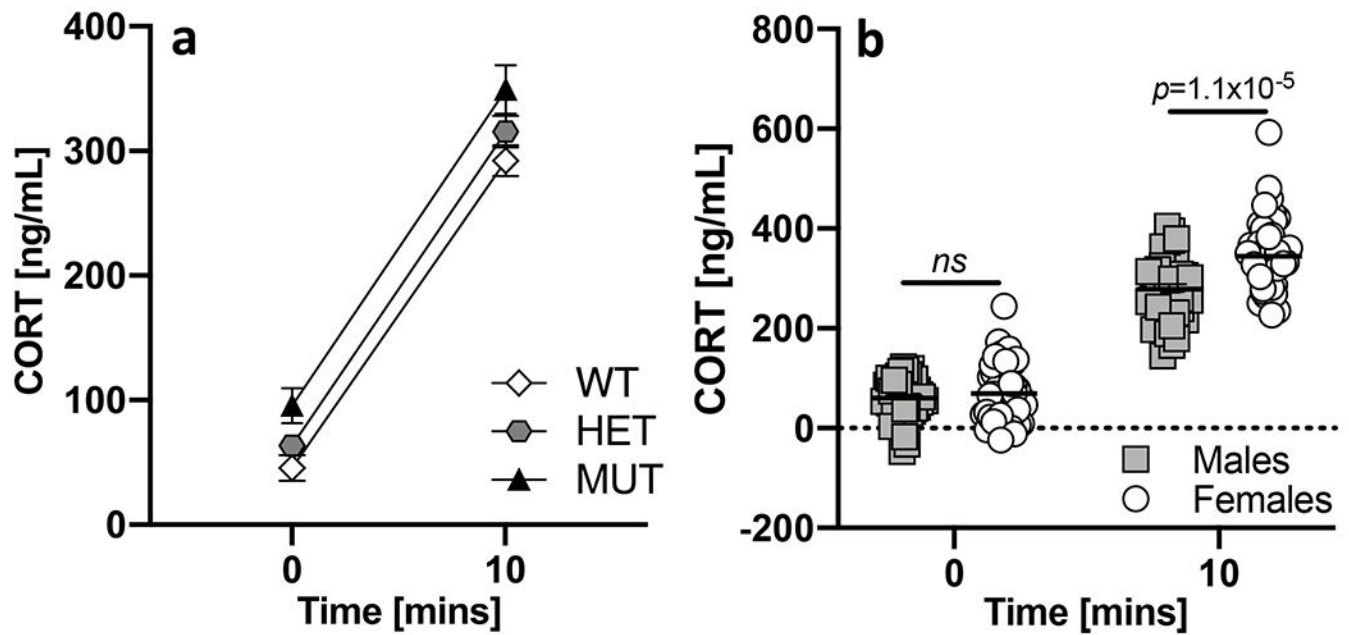 a
400
300
200
100
0
CORT [ng/mL]
0 10
Time [mins]
WT
HET
MUT
b
800
600
400
200
0
-200
CORT [ng/mL]
ns
p=1.1x10⁻⁵
Males
Females
0 10
Time [mins]